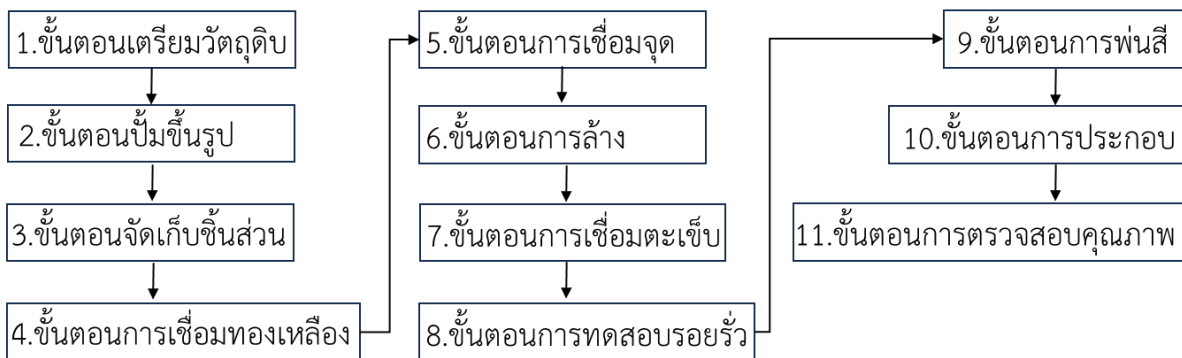 1.ขั้นตอนเตรียมวัตถุดิบ
2.ขั้นตอนปั้มขึ้นรูป
3.ขั้นตอนจัดเก็บชิ้นส่วน
4.ขั้นตอนการเชื่อมทองเหลือง
5.ขั้นตอนการเชื่อมจุด
6.ขั้นตอนการล้าง
7.ขั้นตอนการเชื่อมตะเข็บ
8.ขั้นตอนการทดสอบรอยรั่ว
9.ขั้นตอนการพ่นสี
10.ขั้นตอนการประกอบ
11.ขั้นตอนการตรวจสอบคุณภาพ